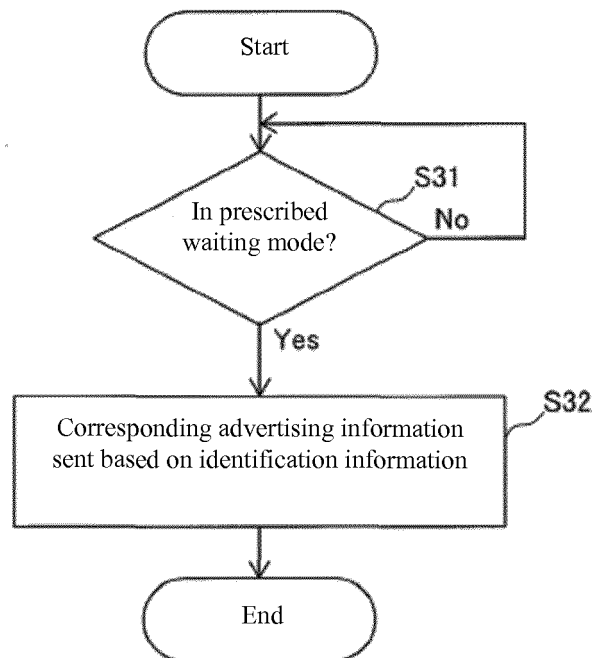 Start
S31
In prescribed
waiting mode?
No
Yes
S32
Corresponding advertising information
sent based on identification information
End